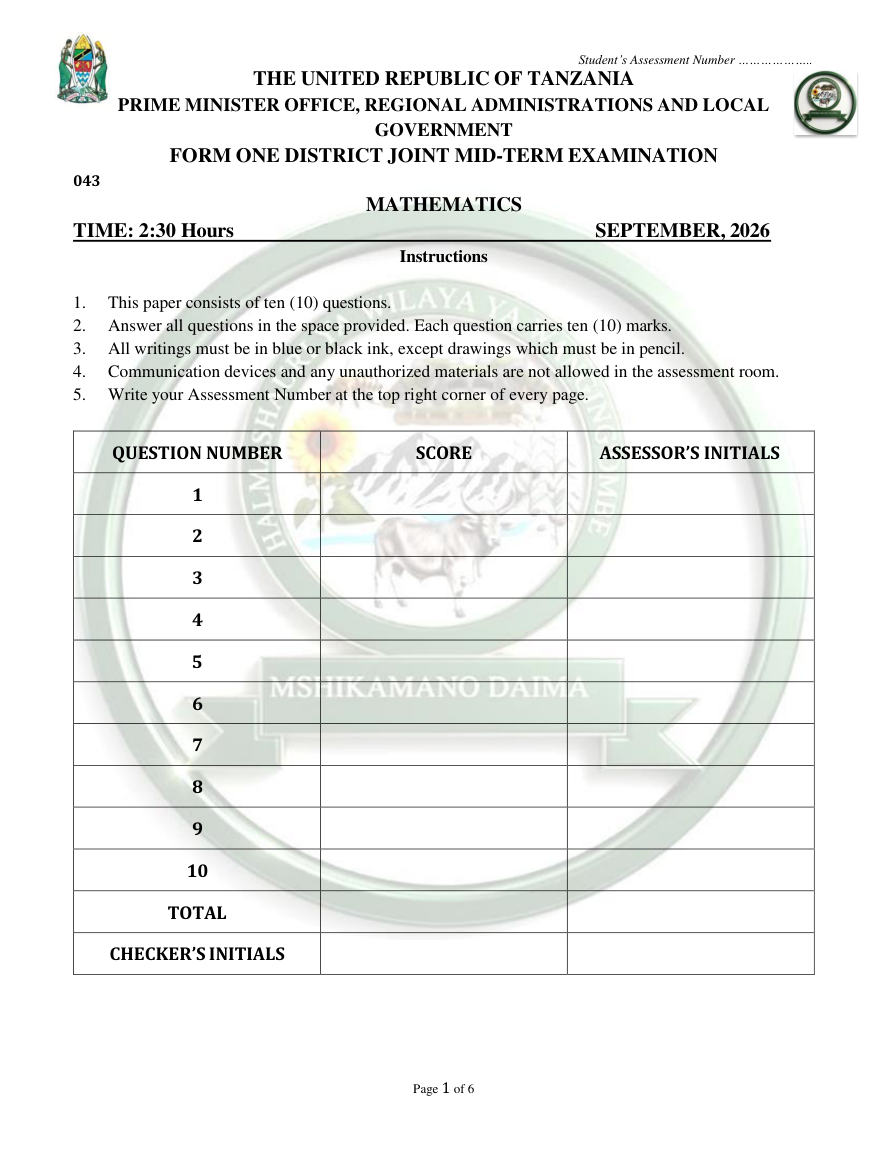 Student’s Assessment Number ………………..
THE UNITED REPUBLIC OF TANZANIA
PRIME MINISTER OFFICE, REGIONAL ADMINISTRATIONS AND LOCAL
GOVERNMENT
FORM ONE DISTRICT JOINT MID-TERM EXAMINATION
043
MATHEMATICS
TIME: 2:30 Hours SEPTEMBER, 2026
Instructions
1. This paper consists of ten (10) questions.
2. Answer all questions in the space provided. Each question carries ten (10) marks.
3. All writings must be in blue or black ink, except drawings which must be in pencil.
4. Communication devices and any unauthorized materials are not allowed in the assessment room.
5. Write your Assessment Number at the top right corner of every page.
QUESTION NUMBER SCORE ASSESSOR’S INITIALS
1
2
3
4
5
6
7
8
9
10
TOTAL
CHECKER’S INITIALS
MSHIKAMANO DAIMA
Page 1 of 6